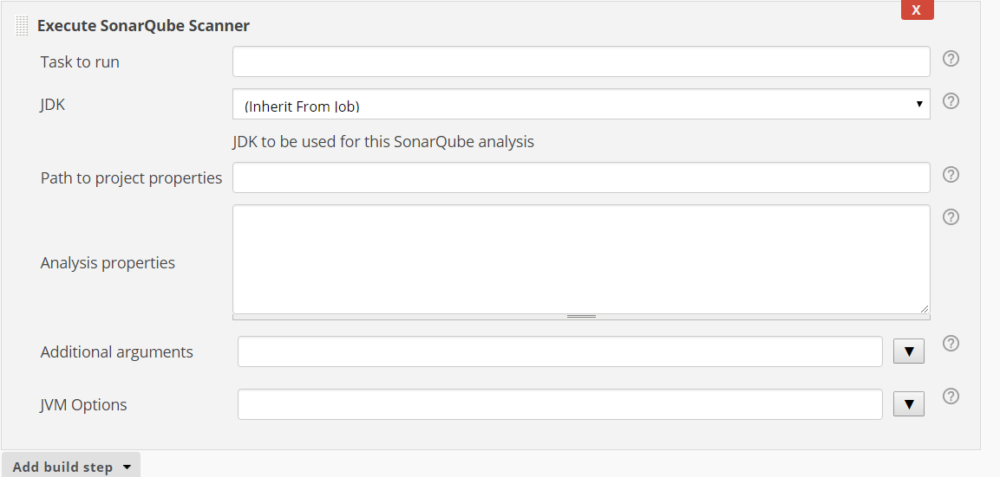 X
Execute SonarQube Scanner
Task to run
?
JDK
(Inherit From Job)
?
JDK to be used for this SonarQube analysis
Path to project properties
?
Analysis properties
?
Additional arguments
?
JVM Options
?
Add build step